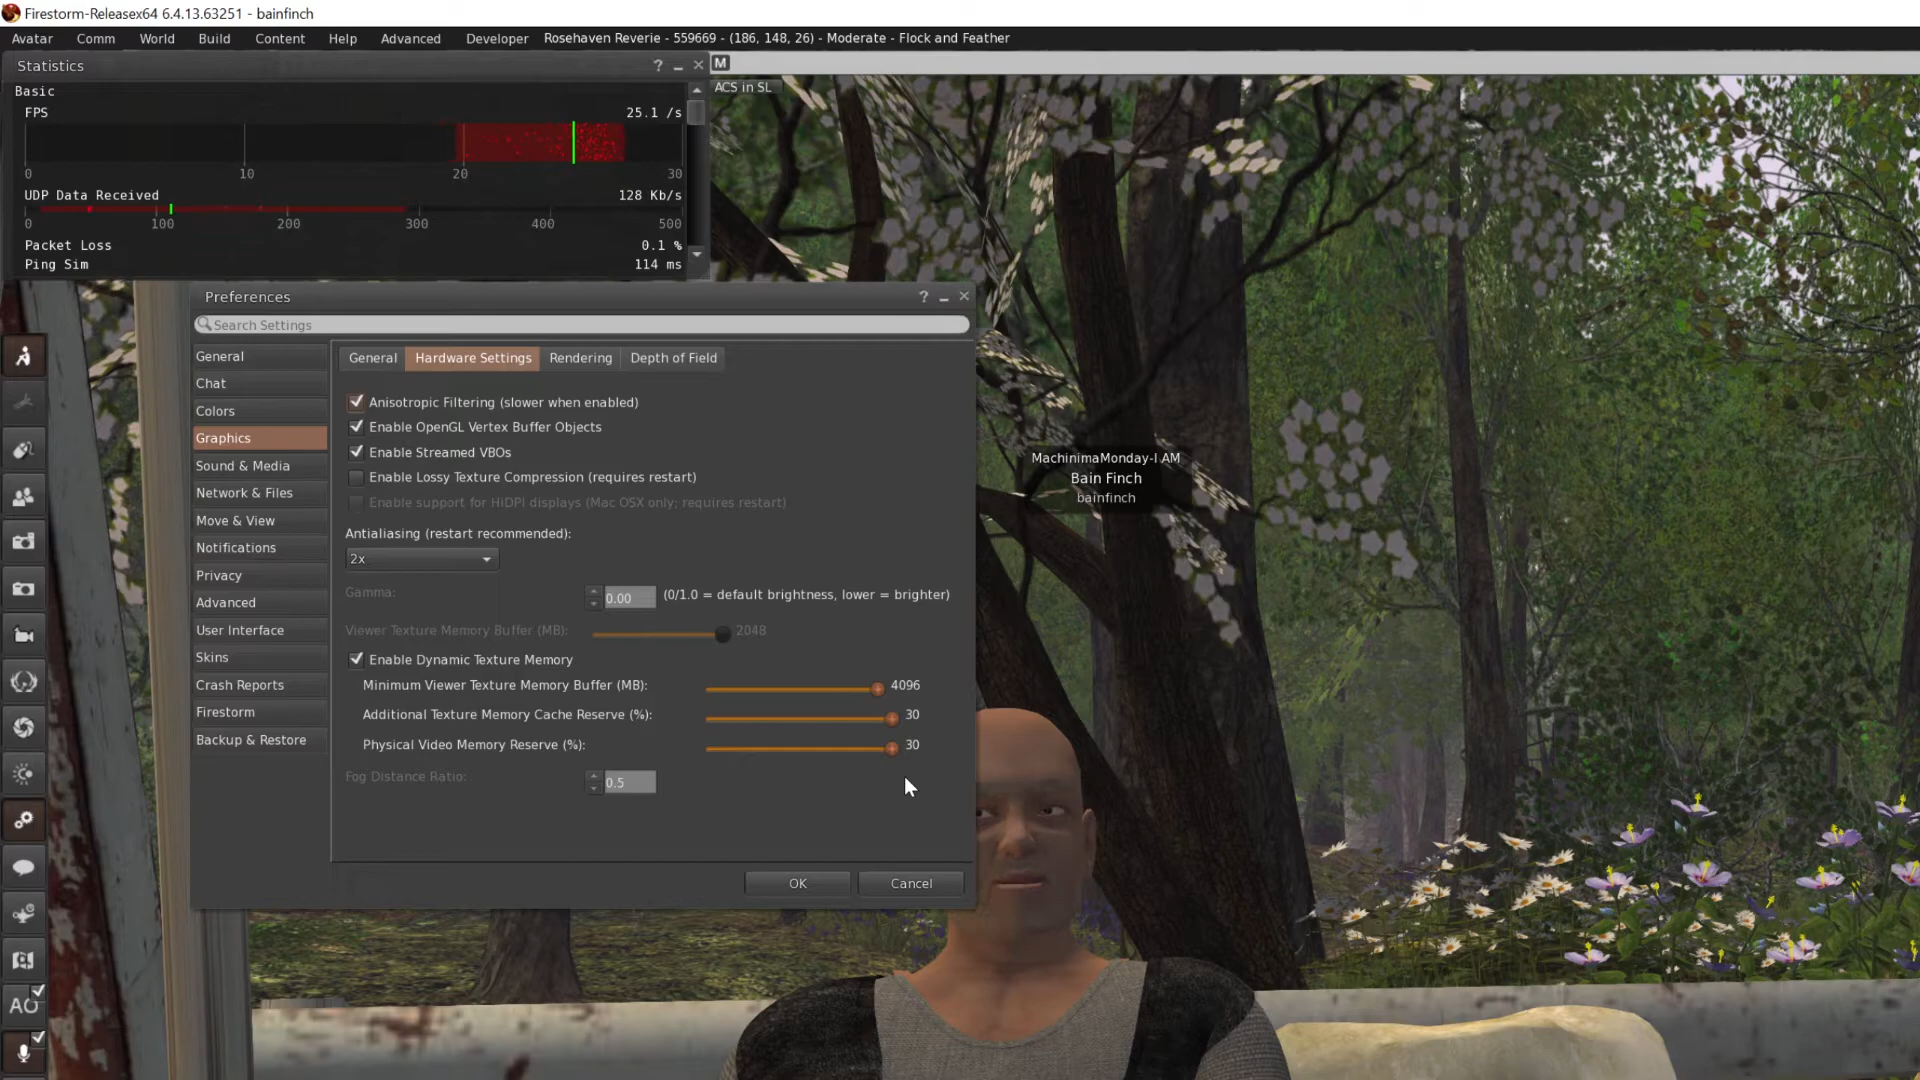 Firestorm-Releasex64 6.4.13.63251 - bainfinch
Avatar Comm World Build Content Help Advanced Developer Rosehaven Reverie - 559669 - (186, 148, 26) - Moderate - Flock and Feather
Statistics ? M
ACS in SL
Basic
FPS 25.1 /s
0 10 20 30
UDP Data Received 128 Kb/s
0 100 200 300 400 500
Packet Loss 0.1 %
Ping Sim 114 ms
Preferences ?
Search Settings
General
Chat
Colors
Graphics
Sound & Media
Network & Files
Move & View
Notifications
Privacy
Advanced
User Interface
Skins
Crash Reports
Firestorm
Backup & Restore
General Hardware Settings Rendering Depth of Field
Anisotropic Filtering (slower when enabled)
Enable OpenGL Vertex Buffer Objects
Enable Streamed VBOs
Enable Lossy Texture Compression (requires restart)
Enable support for HiDPI displays (Mac OSX only; requires restart)
Antialiasing (restart recommended):
2x
Gamma: 0.00 (0/1.0 = default brightness, lower = brighter)
Viewer Texture Memory Buffer (MB): 2048
Enable Dynamic Texture Memory
Minimum Viewer Texture Memory Buffer (MB): 4096
Additional Texture Memory Cache Reserve (%): 30
Physical Video Memory Reserve (%): 30
Fog Distance Ratio: 0.5
OK Cancel
MachinimaMonday-I.AM
Bain Finch
bainfinch
AO